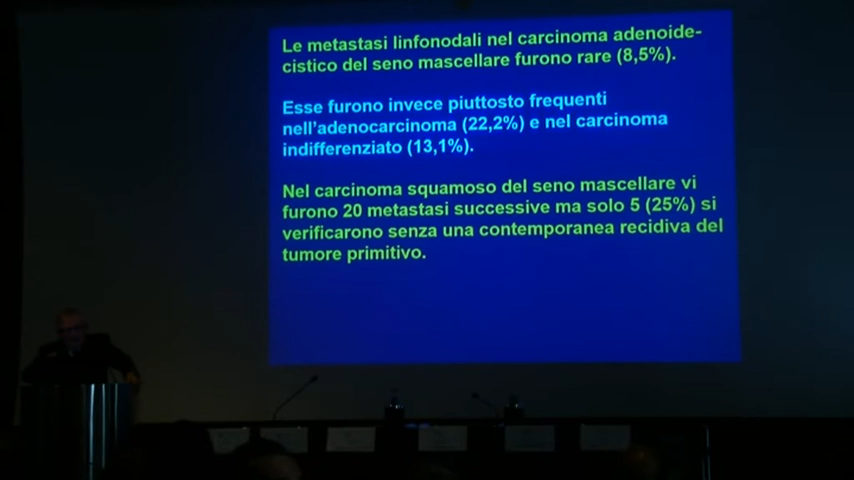 Le metastasi linfonodali nel carcinoma adenoide-
cistico del seno mascellare furono rare (8,5%).
Esse furono invece piuttosto frequenti
nell'adenocarcinoma (22,2%) e nel carcinoma
indifferenziato (13,1%).
Nel carcinoma squamoso del seno mascellare vi
furono 20 metastasi successive ma solo 5 (25%) si
verificarono senza una contemporanea recidiva del
tumore primitivo.